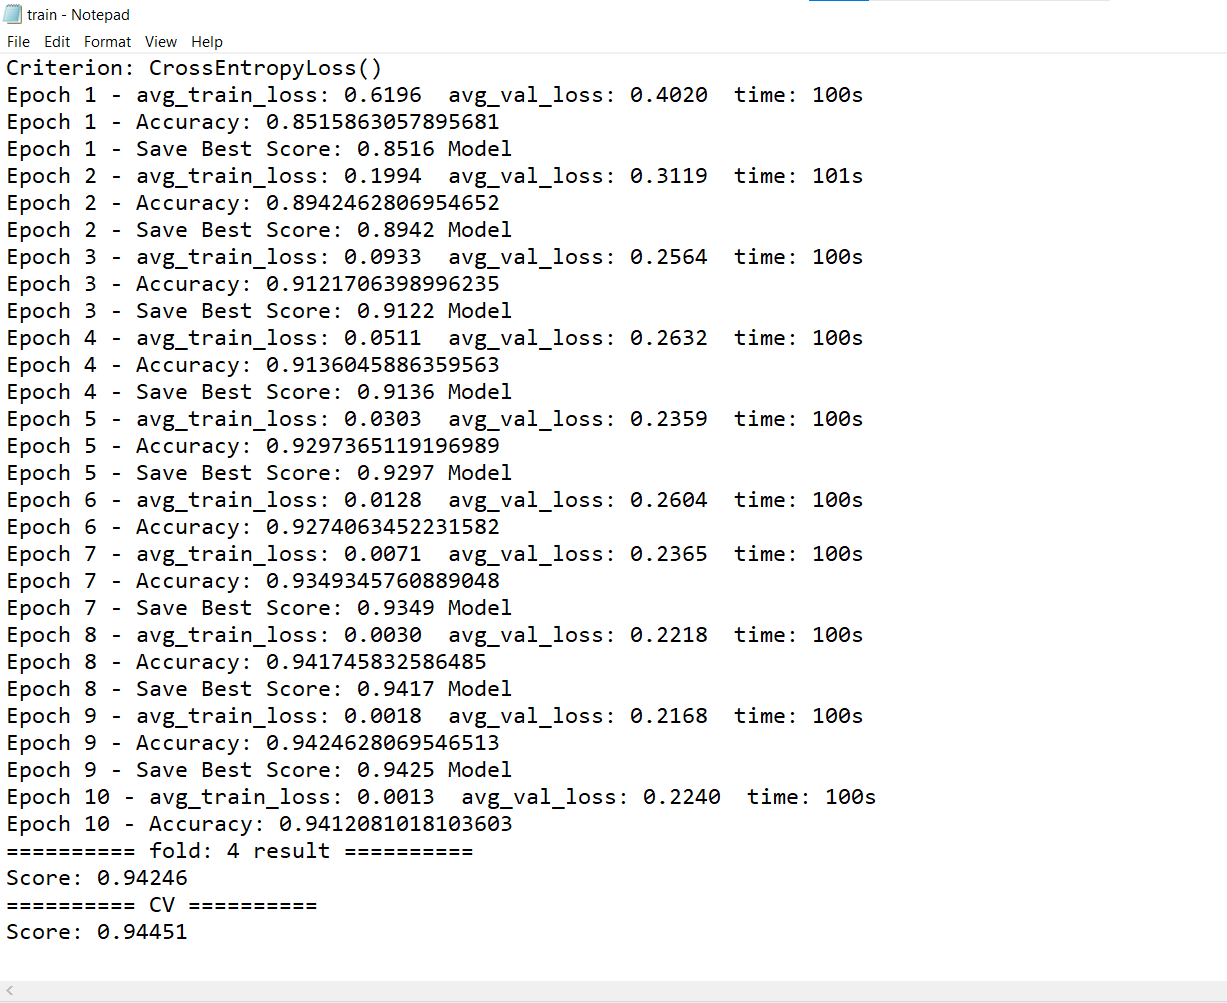 train - Notepad
File Edit Format View Help
Criterion: CrossEntropyLoss()
Epoch 1 - avg_train_loss: 0.6196  avg_val_loss: 0.4020  time: 100s
Epoch 1 - Accuracy: 0.8515863057895681
Epoch 1 - Save Best Score: 0.8516 Model
Epoch 2 - avg_train_loss: 0.1994  avg_val_loss: 0.3119  time: 101s
Epoch 2 - Accuracy: 0.8942462806954652
Epoch 2 - Save Best Score: 0.8942 Model
Epoch 3 - avg_train_loss: 0.0933  avg_val_loss: 0.2564  time: 100s
Epoch 3 - Accuracy: 0.9121706398996235
Epoch 3 - Save Best Score: 0.9122 Model
Epoch 4 - avg_train_loss: 0.0511  avg_val_loss: 0.2632  time: 100s
Epoch 4 - Accuracy: 0.9136045886359563
Epoch 4 - Save Best Score: 0.9136 Model
Epoch 5 - avg_train_loss: 0.0303  avg_val_loss: 0.2359  time: 100s
Epoch 5 - Accuracy: 0.9297365119196989
Epoch 5 - Save Best Score: 0.9297 Model
Epoch 6 - avg_train_loss: 0.0128  avg_val_loss: 0.2604  time: 100s
Epoch 6 - Accuracy: 0.9274063452231582
Epoch 7 - avg_train_loss: 0.0071  avg_val_loss: 0.2365  time: 100s
Epoch 7 - Accuracy: 0.9349345760889048
Epoch 7 - Save Best Score: 0.9349 Model
Epoch 8 - avg_train_loss: 0.0030  avg_val_loss: 0.2218  time: 100s
Epoch 8 - Accuracy: 0.941745832586485
Epoch 8 - Save Best Score: 0.9417 Model
Epoch 9 - avg_train_loss: 0.0018  avg_val_loss: 0.2168  time: 100s
Epoch 9 - Accuracy: 0.9424628069546513
Epoch 9 - Save Best Score: 0.9425 Model
Epoch 10 - avg_train_loss: 0.0013  avg_val_loss: 0.2240  time: 100s
Epoch 10 - Accuracy: 0.9412081018103603
========== fold: 4 result ==========
Score: 0.94246
========== CV ==========
Score: 0.94451